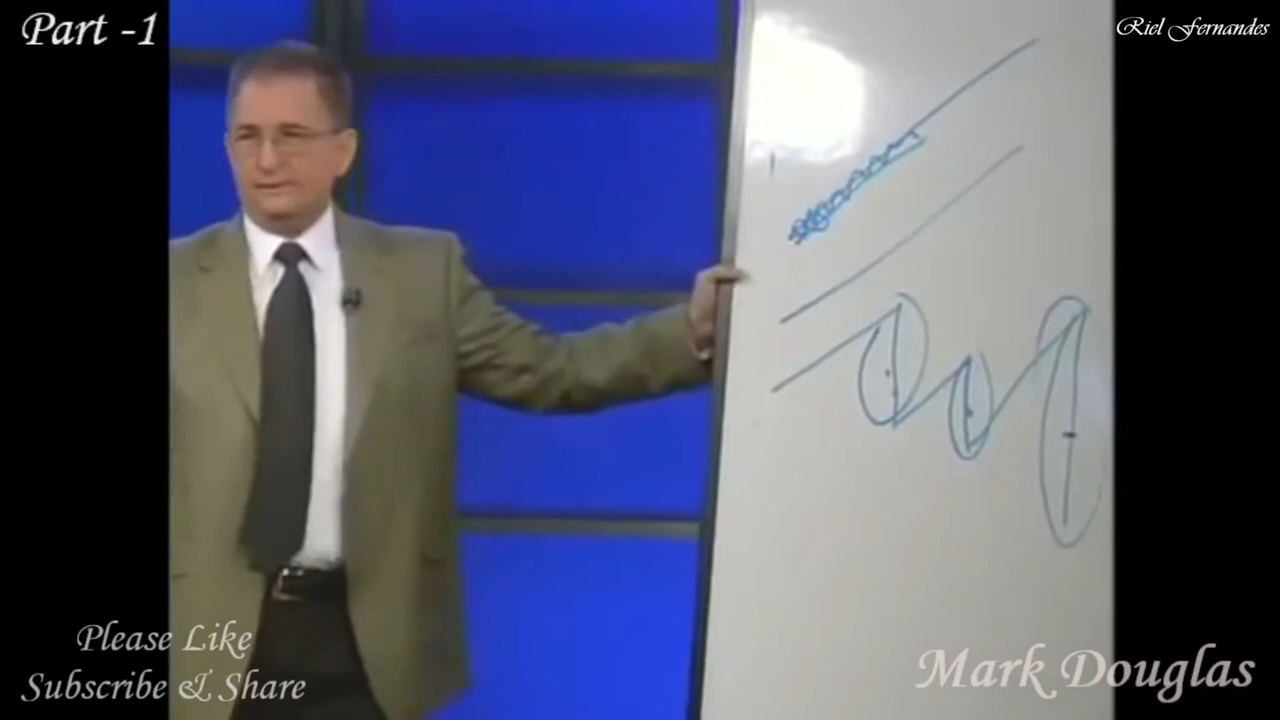 Part -1
Riel Fernandes
Please Like
Subscribe & Share
Mark Douglas